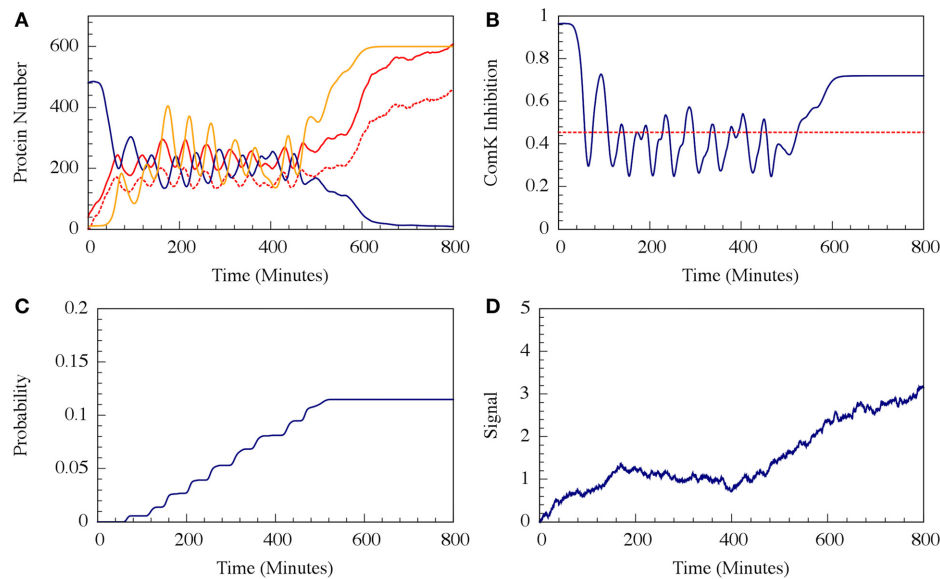 A
Protein Number
600
400
200
0
0 200 400 600 800
Time (Minutes)
B
ComK Inhibition
1
0.8
0.6
0.4
0.2
0
0 200 400 600 800
Time (Minutes)
C
Probability
0.2
0.15
0.1
0.05
0
0 200 400 600 800
Time (Minutes)
D
Signal
5
4
3
2
1
0
0 200 400 600 800
Time (Minutes)